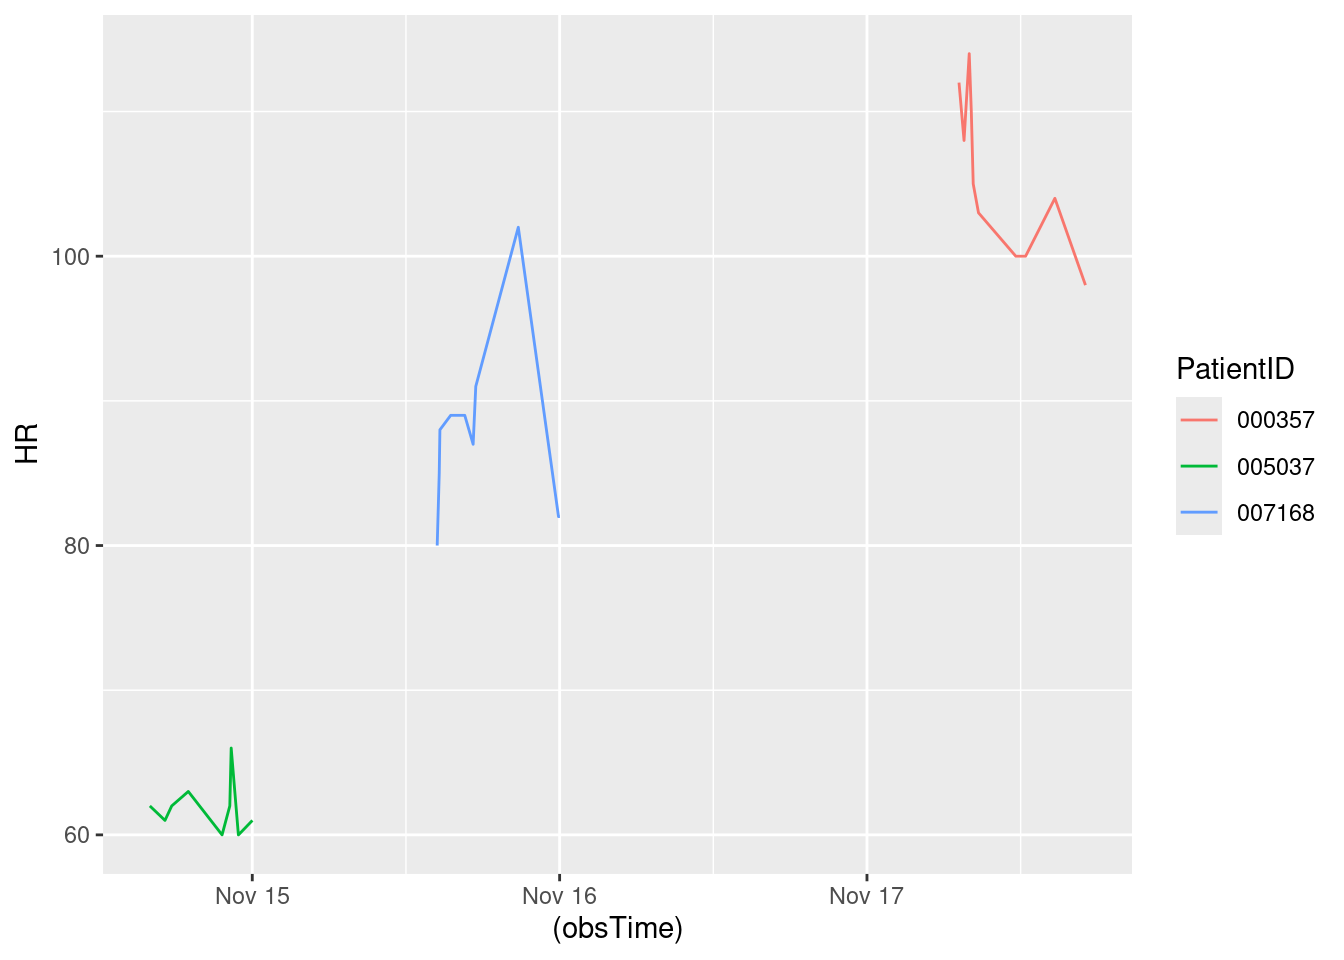 HR
100
80
60
Nov 15
Nov 16
Nov 17
(obsTime)
PatientID
000357
005037
007168